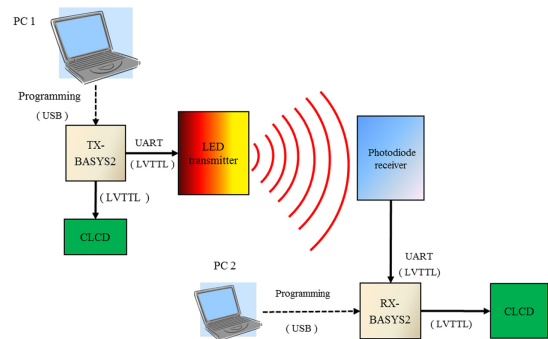 PC 1
Programming
( USB )
TX-
BASYS2
UART
(LVTTL)
LED
transmitter
Photodiode
receiver
( LVTTL )
CLCD
UART
( LVTTL)
PC 2
Programming
( USB )
RX-
BASYS2
(LVTTL)
CLCD